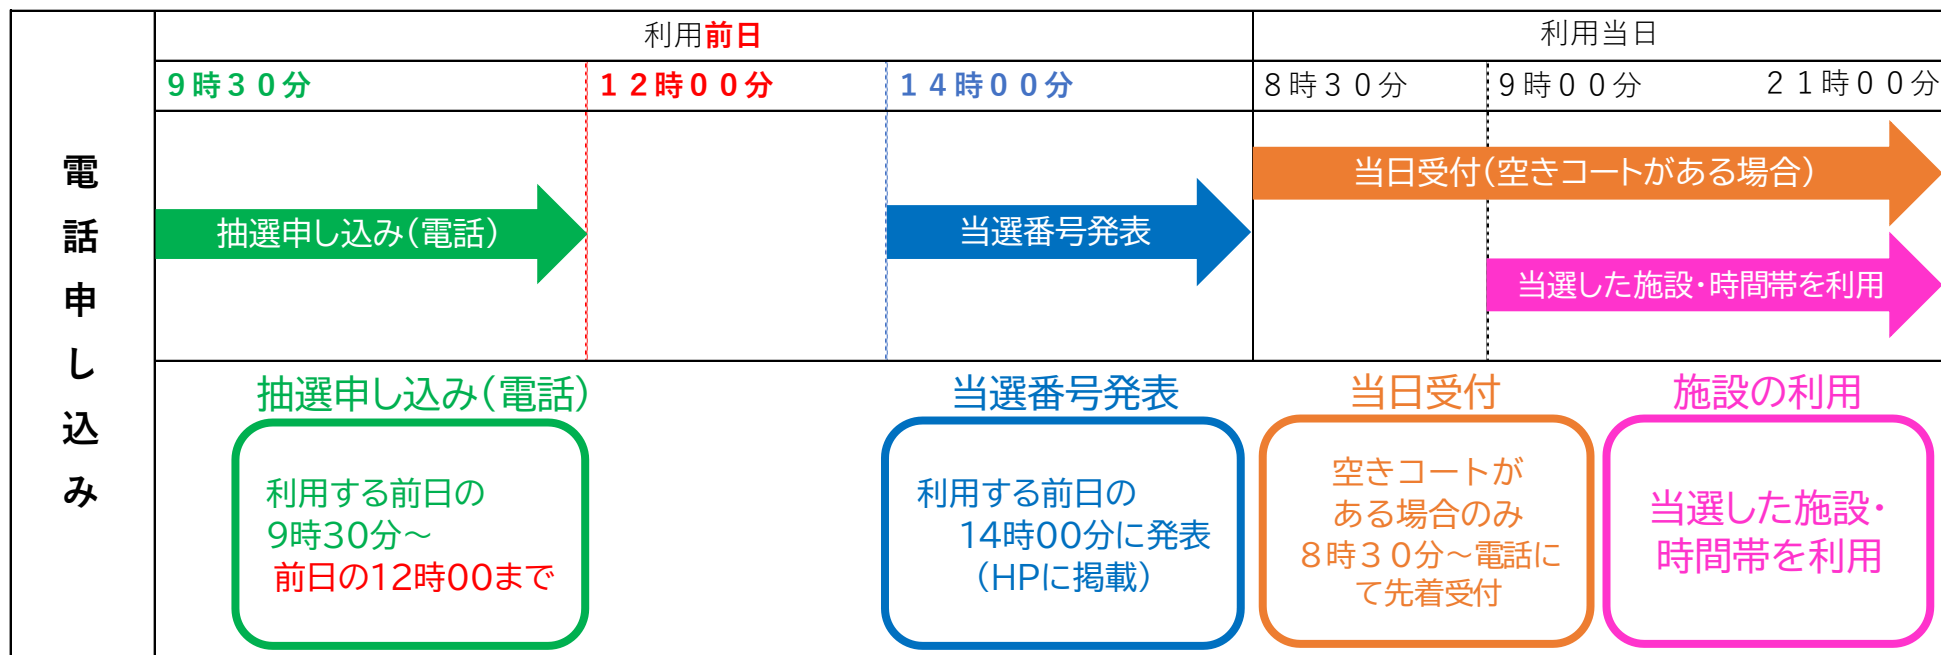 電話申し込み
利用前日
利用当日
9時30分
12時00分
14時00分
8時30分
9時00分
21時00分
抽選申し込み(電話)
当選番号発表
当日受付(空きコートがある場合)
当選した施設・時間帯を利用
抽選申し込み(電話)
利用する前日の
9時30分~
前日の12時00まで
当選番号発表
利用する前日の
14時00分に発表
(HPに掲載)
当日受付
空きコートが
ある場合のみ
8時30分~電話に
て先着受付
施設の利用
当選した施設・
時間帯を利用